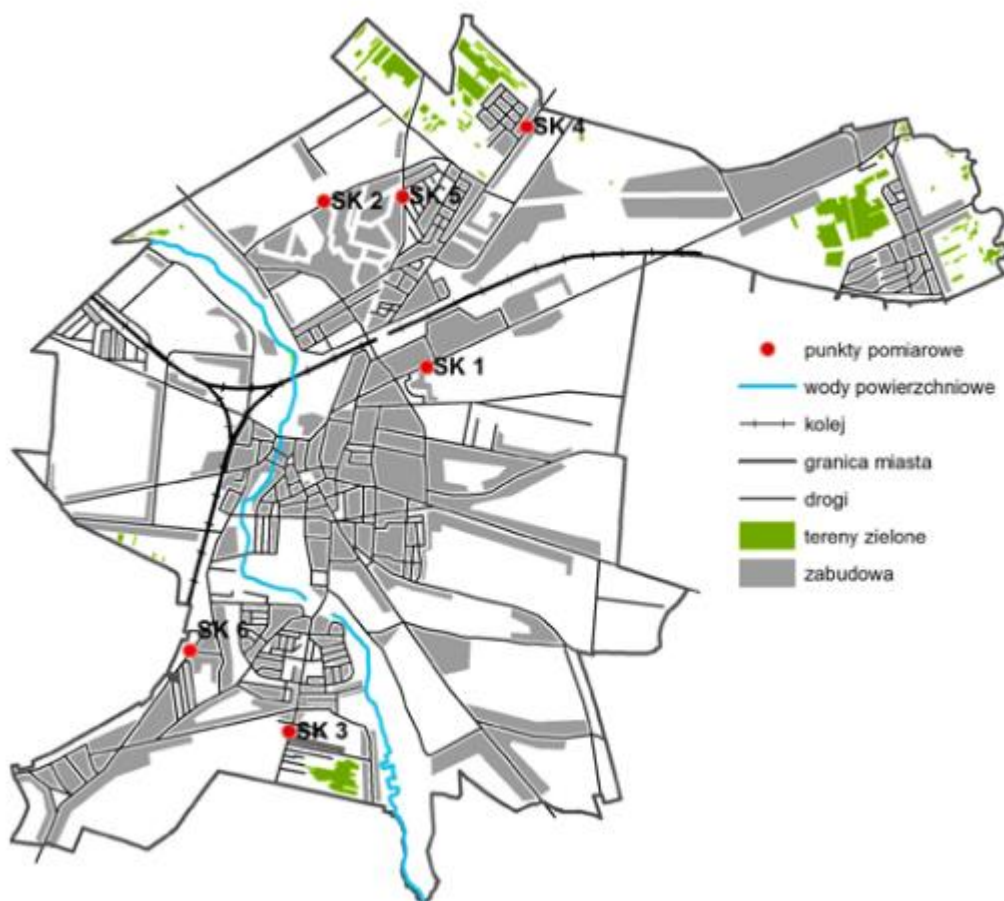 SK 4
SK 2
SK 5
SK 1
punkty pomiarowe
wody powierzchniowe
kolej
granica miasta
drogi
tereny zielone
zabudowa
SK 6
SK 3